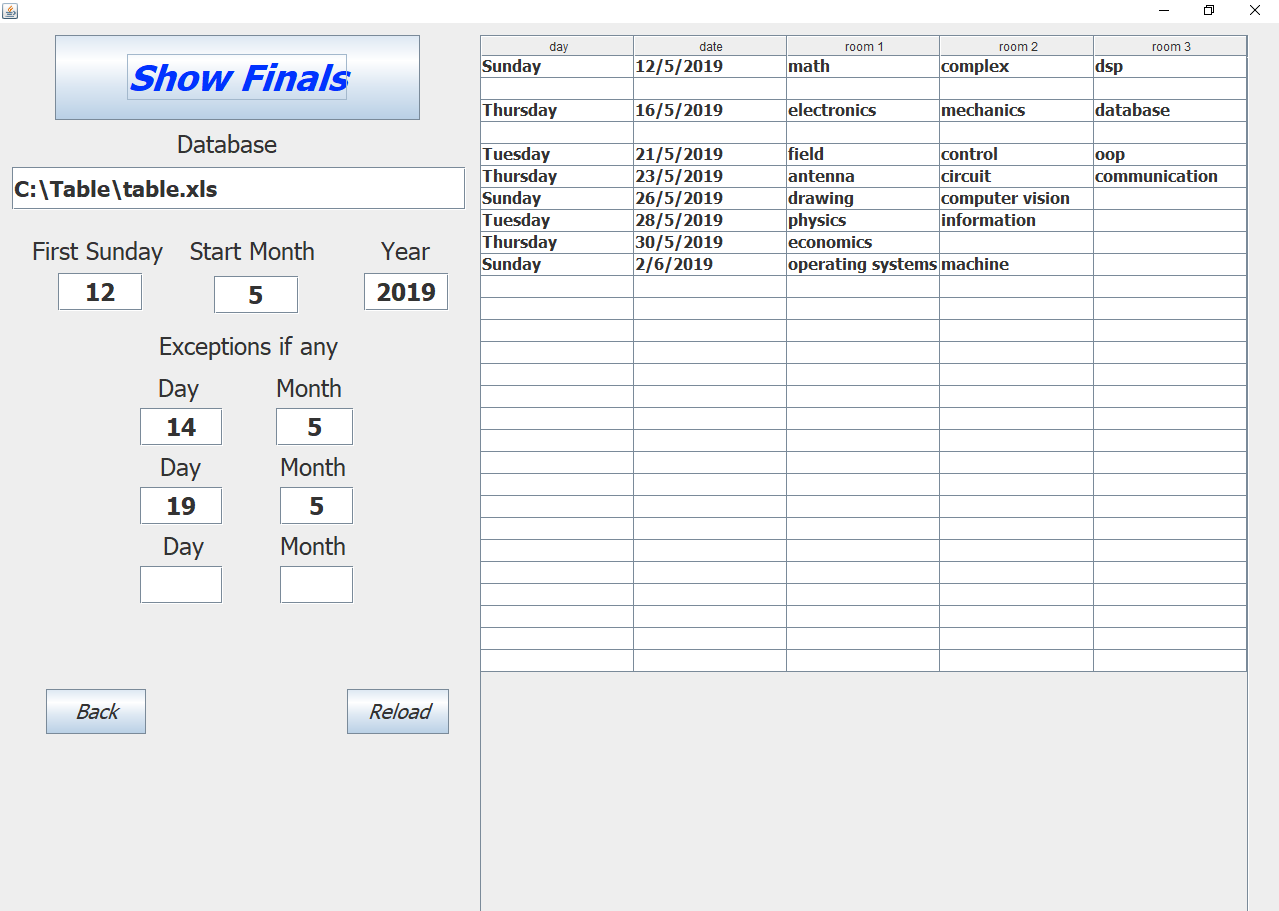 Show Finals
Database
C:\Table\table.xls
First Sunday Start Month Year
12 5 2019
Exceptions if any
Day Month
14 5
Day Month
19 5
Day Month
Back Reload
day date room 1 room 2 room 3
Sunday 12/5/2019 math complex dsp
Thursday 16/5/2019 electronics mechanics database
Tuesday 21/5/2019 field control oop
Thursday 23/5/2019 antenna circuit communication
Sunday 26/5/2019 drawing computer vision
Tuesday 28/5/2019 physics information
Thursday 30/5/2019 economics
Sunday 2/6/2019 operating systems machine